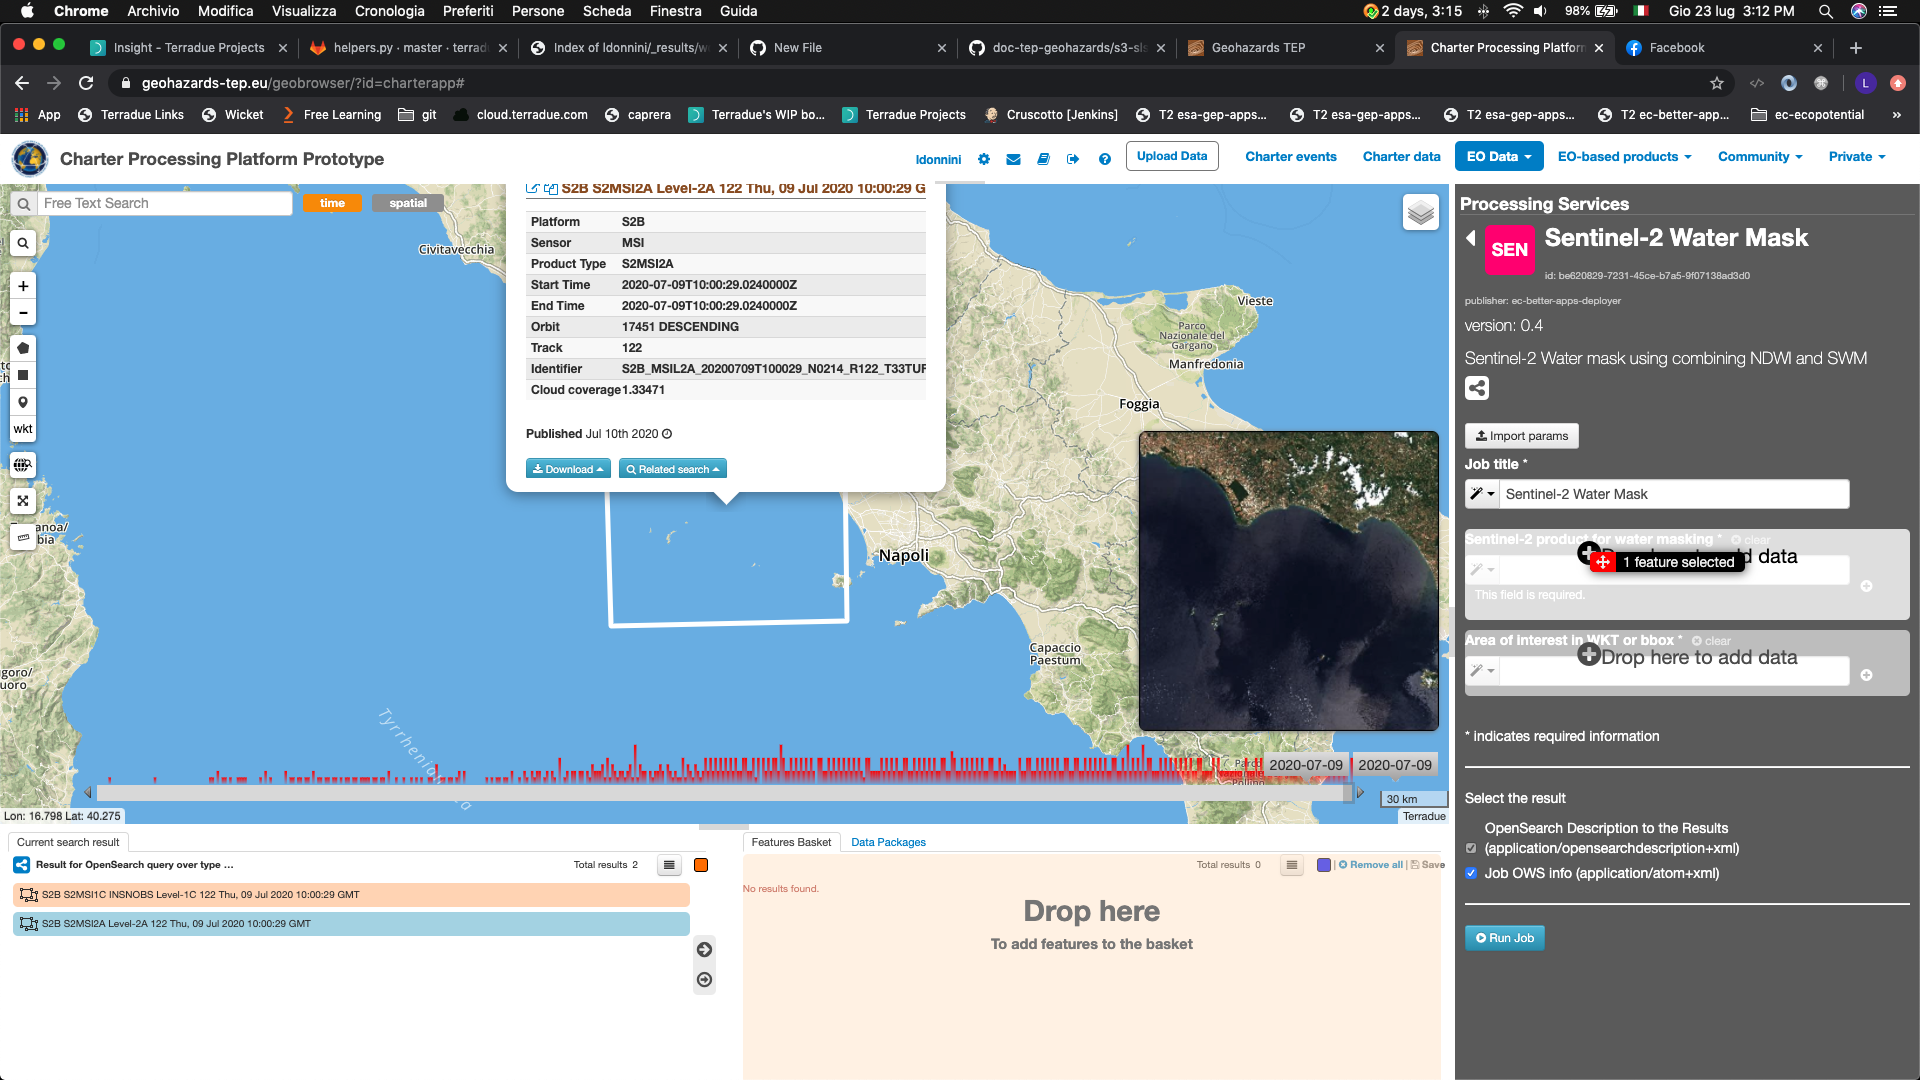 Chrome Archivio Modifica Visualizza Cronologia Preferiti Persone Scheda Finestra Guida 2 days, 3:15 98% Gio 23 lug 3:12 PM
Insight - Terradue Projects helpers.py · master · terradu Index of ldonnini/_results/w New File doc-tep-geohazards/s3-sl Geohazards TEP Charter Processing Platform Facebook
geohazards-tep.eu/geobrowser/?id=charterapp# L
App Terradue Links Wicket Free Learning git cloud.terradue.com caprera Terradue's WIP bo... Terradue Projects Cruscotto [Jenkins] T2 esa-gep-apps... T2 esa-gep-apps... T2 esa-gep-apps... T2 ec-better-app... ec-ecopotential »
Charter Processing Platform Prototype ldonnini Upload Data Charter events Charter data EO Data EO-based products Community Private
Free Text Search time spatial
S2B S2MSI2A Level-2A 122 Thu, 09 Jul 2020 10:00:29 G
Platform S2B
Sensor MSI
Product Type S2MSI2A
Start Time 2020-07-09T10:00:29.0240000Z
End Time 2020-07-09T10:00:29.0240000Z
Orbit 17451 DESCENDING
Track 122
Identifier S2B_MSIL2A_20200709T100029_N0214_R122_T33TUF
Cloud coverage 1.33471
Published Jul 10th 2020
Download Related search
+
-
wkt
Civitavecchia
Vieste
Parco
Nazionale del
Gargano
Manfredonia
Foggia
Napoli
Capaccio
Paestum
anoa/
bia
goro/
uoro
2020-07-09 2020-07-09
30 km
Lon: 16.798 Lat: 40.275
Terradue
Processing Services
SEN
Sentinel-2 Water Mask
id: be620829-7231-45ce-b7a5-9f07138ad3d0
publisher: ec-better-apps-deployer
version: 0.4
Sentinel-2 Water mask using combining NDWI and SWM
Import params
Job title *
Sentinel-2 Water Mask
Sentinel-2 product for water masking * clear
d data
1 feature selected
This field is required.
Area of interest in WKT or bbox * clear
Drop here to add data
* indicates required information
Select the result
OpenSearch Description to the Results
(application/opensearchdescription+xml)
Job OWS info (application/atom+xml)
Run Job
Current search result
Result for OpenSearch query over type ... Total results 2
S2B S2MSI1C INSNOBS Level-1C 122 Thu, 09 Jul 2020 10:00:29 GMT
S2B S2MSI2A Level-2A 122 Thu, 09 Jul 2020 10:00:29 GMT
Features Basket Data Packages
Total results 0 Remove all | Save
No results found.
Drop here
To add features to the basket